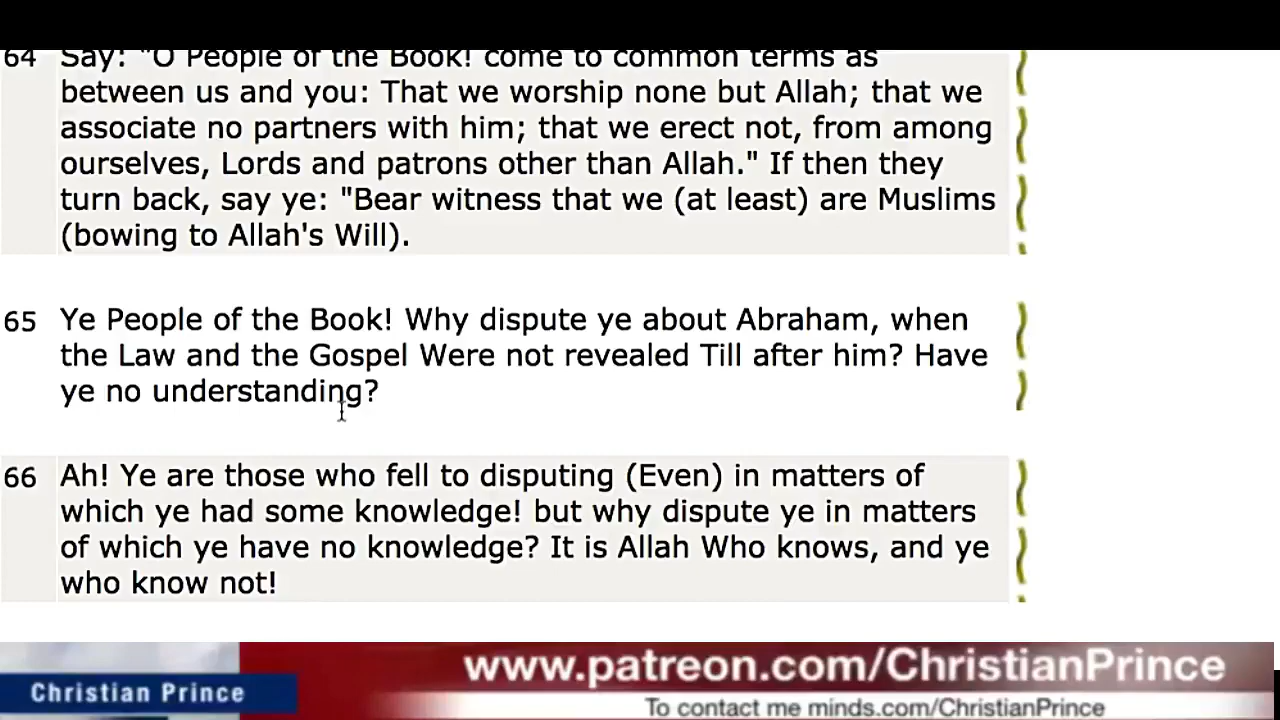 64 Say: "O People of the Book! come to common terms as
between us and you: That we worship none but Allah; that we
associate no partners with him; that we erect not, from among
ourselves, Lords and patrons other than Allah." If then they
turn back, say ye: "Bear witness that we (at least) are Muslims
(bowing to Allah's Will).
65 Ye People of the Book! Why dispute ye about Abraham, when
the Law and the Gospel Were not revealed Till after him? Have
ye no understanding?
66 Ah! Ye are those who fell to disputing (Even) in matters of
which ye had some knowledge! but why dispute ye in matters
of which ye have no knowledge? It is Allah Who knows, and ye
who know not!
www.patreon.com/ChristianPrince
Christian Prince
To contact me minds.com/ChristianPrince